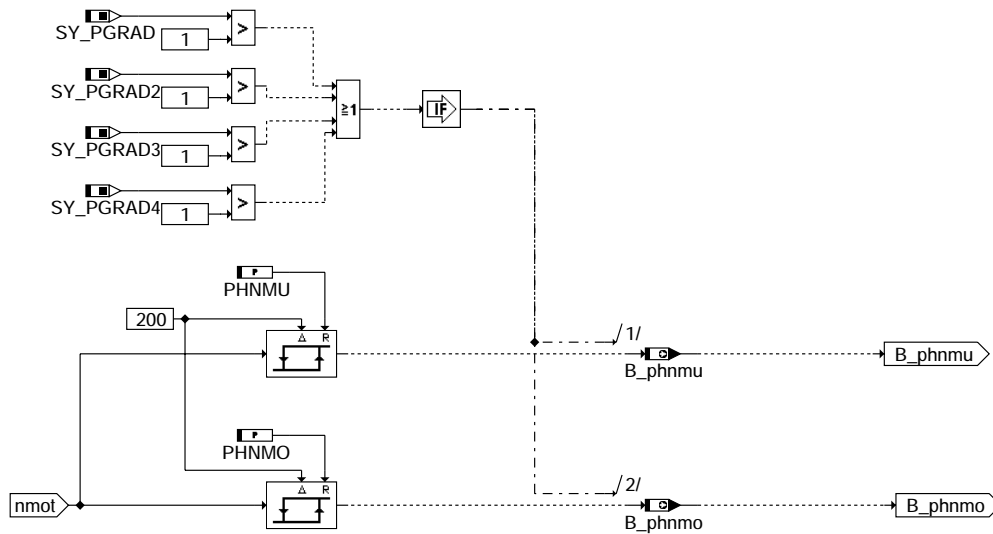 SY_PGRAD
1
>
SY_PGRAD2
1
>
≥1
IF
SY_PGRAD3
1
>
SY_PGRAD4
1
>
P
PHNMU
200
Δ R
/1/
B_phnmu
B_phnmu
P
PHNMO
Δ R
/2/
nmot
B_phnmo
B_phnmo